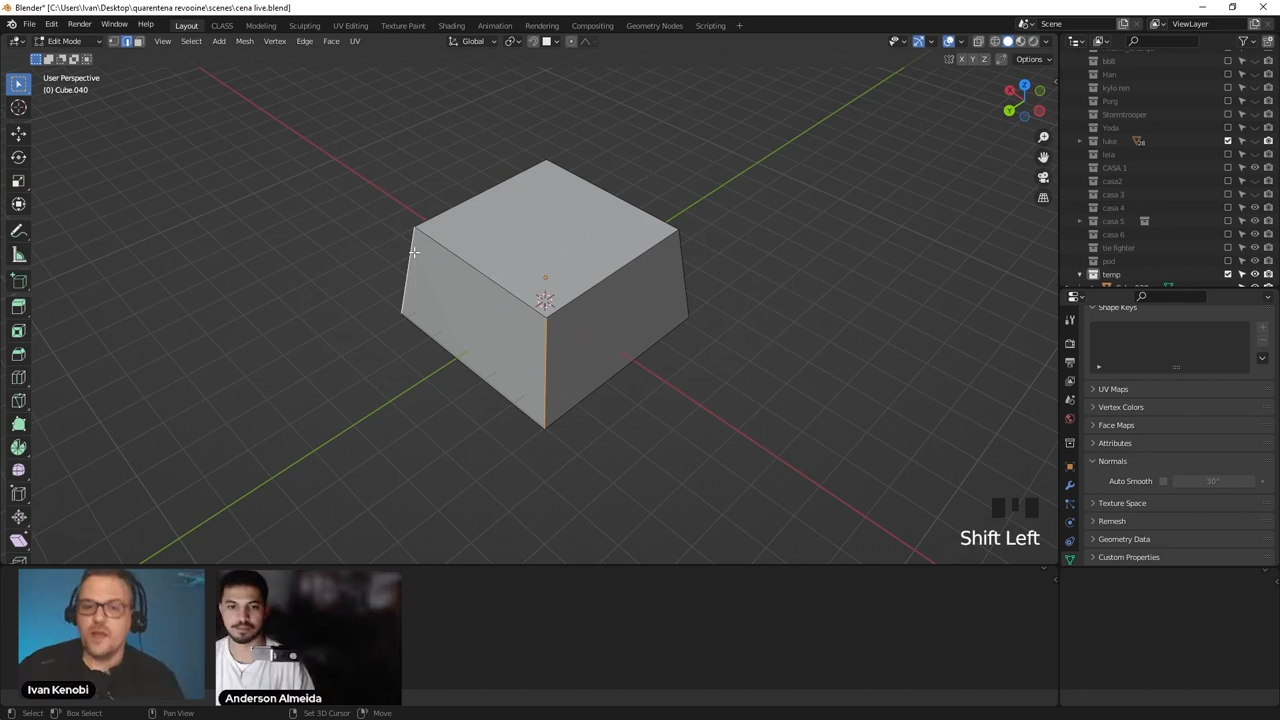 Blender* [C:\Users\Ivan\Desktop\quarentena revooine\scenes\cena live.blend]
File Edit Render Window Help Layout CLASS Modeling Sculpting UV Editing Texture Paint Shading Animation Rendering Compositing Geometry Nodes Scripting + Scene ViewLayer
Edit Mode View Select Add Mesh Vertex Edge Face UV Global
X Y Z Options
User Perspective
(0) Cube.040
X Z Y
bb8
Han
kylo ren
Porg
Stormtrooper
Yoda
luke 28
leia
CASA 1
casa2
casa 3
casa 4
casa 5
casa 6
tie fighter
pod
temp
Shape Keys
UV Maps
Vertex Colors
Face Maps
Attributes
Normals
Auto Smooth 30°
Texture Space
Remesh
Geometry Data
Custom Properties
Shift Left
Ivan Kenobi
Anderson Almeida
Select Box Select Pan View Set 3D Cursor Move